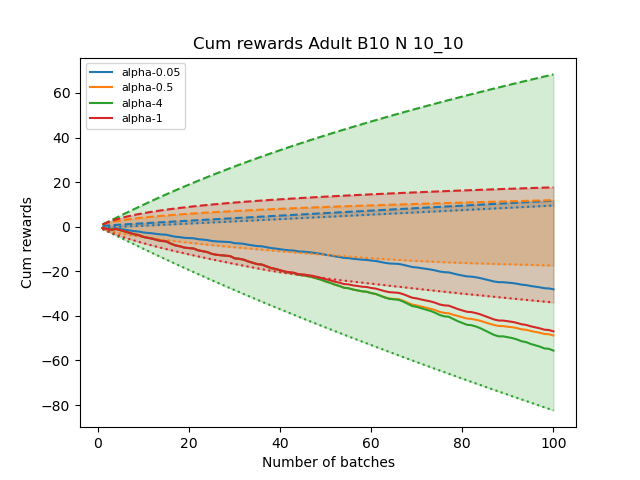 Cum rewards Adult B10 N 10_10
alpha-0.05
alpha-0.5
alpha-4
alpha-1
60
40
20
0
−20
−40
−60
−80
Cum rewards
0 20 40 60 80 100
Number of batches